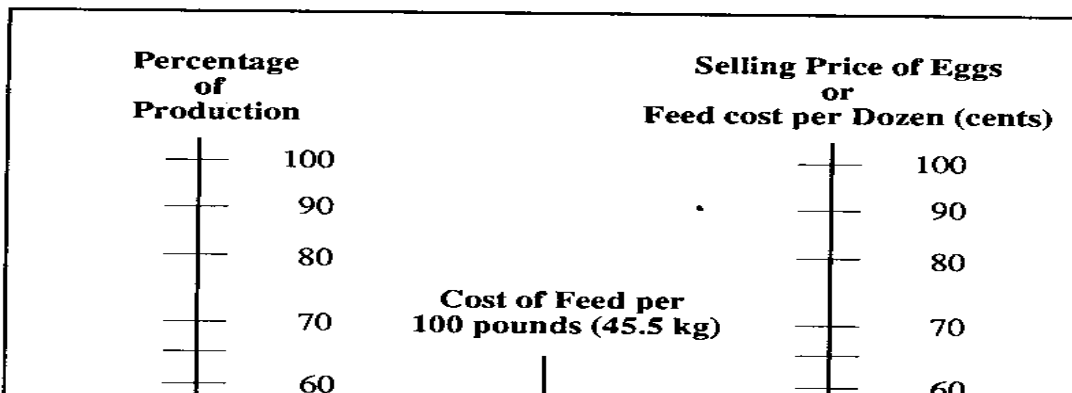 Percentage
of
Production
100
90
80
70
60
Cost of Feed per
100 pounds (45.5 kg)
Selling Price of Eggs
or
Feed cost per Dozen (cents)
100
90
80
70
60